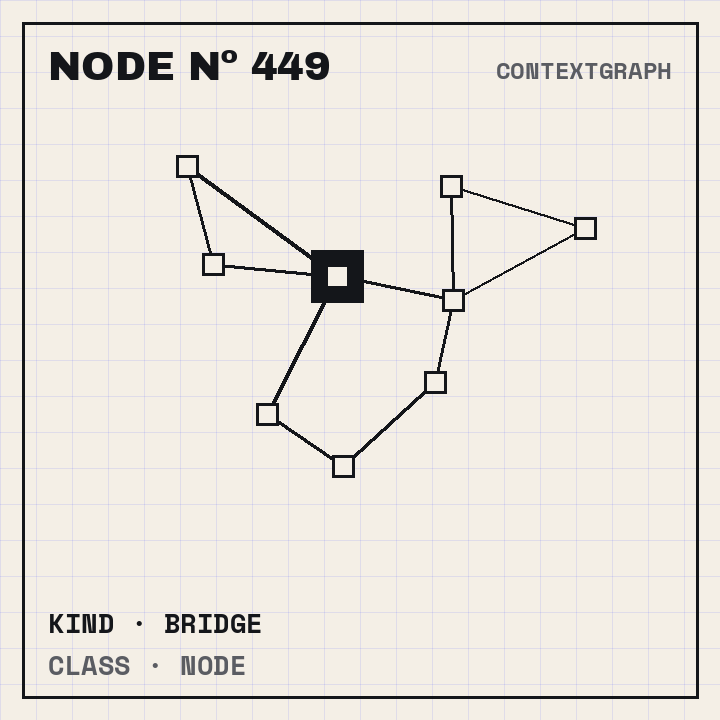 NODE Nº 449
CONTEXTGRAPH
KIND · BRIDGE
CLASS · NODE